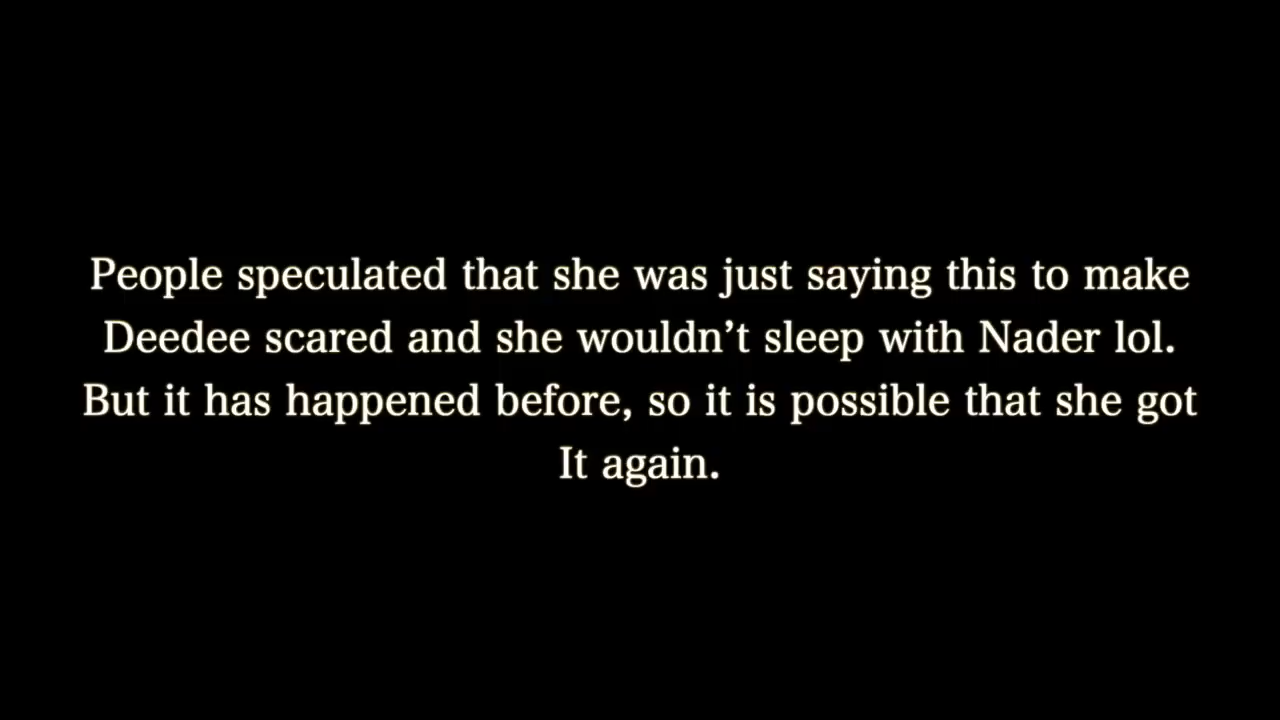 People speculated that she was just saying this to make
Deedee scared and she wouldn’t sleep with Nader lol.
But it has happened before, so it is possible that she got
It again.